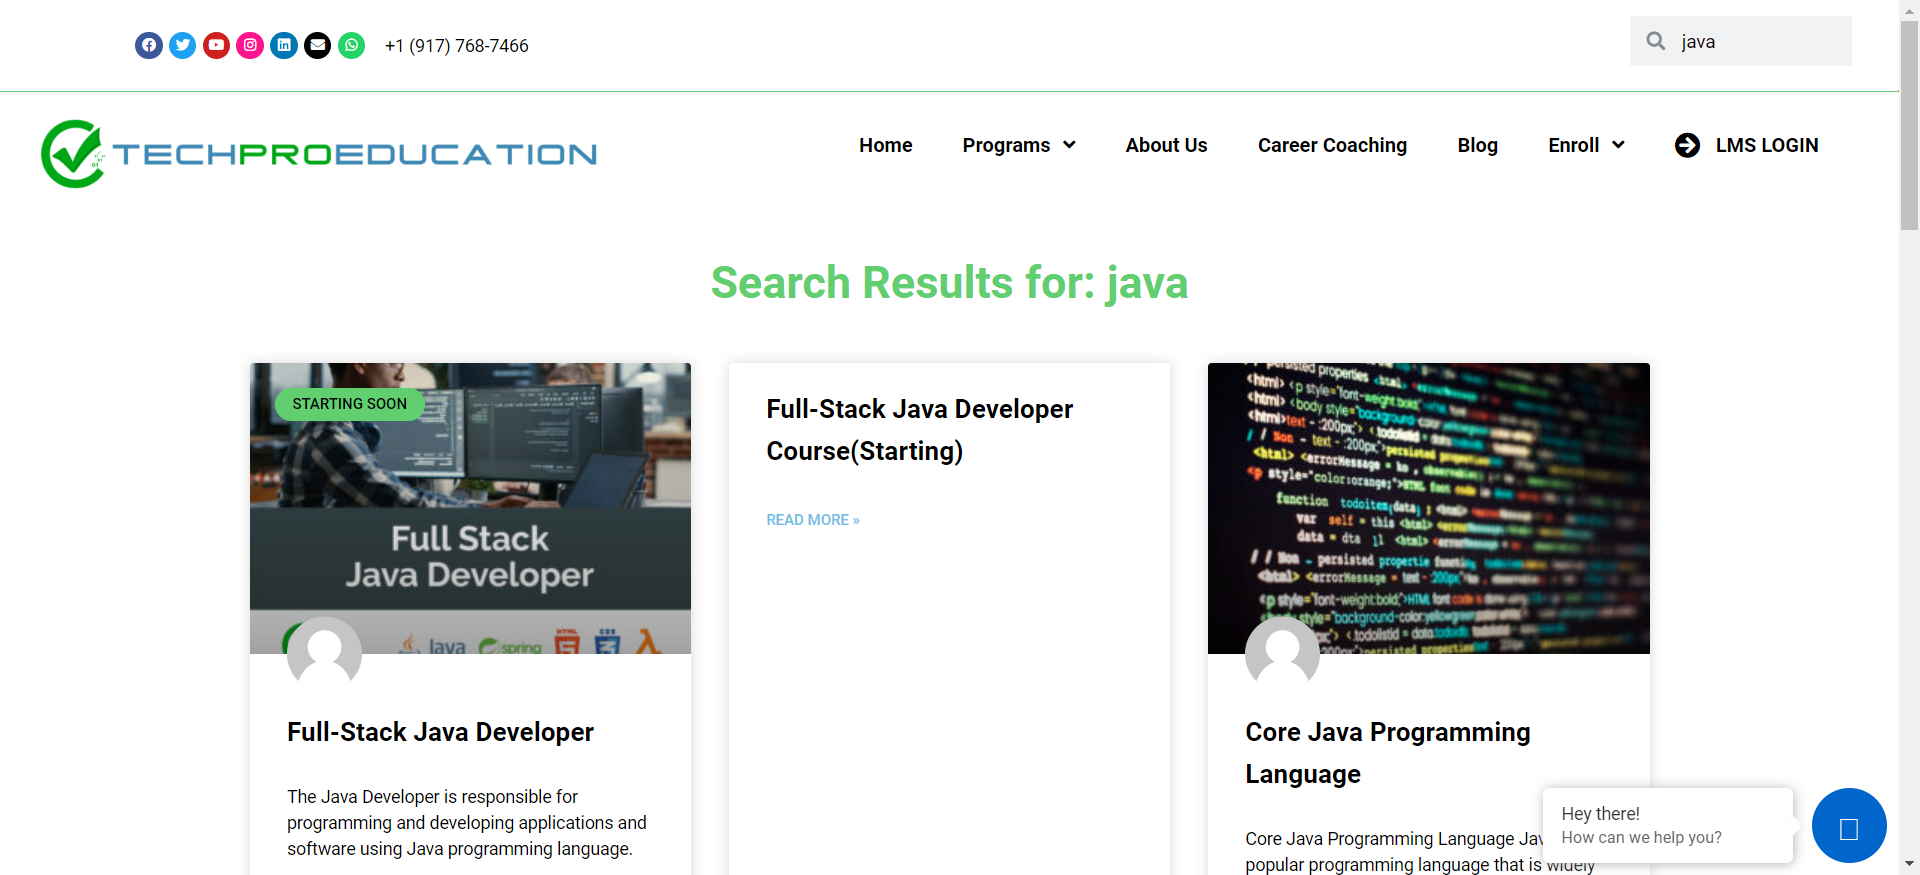 +1 (917) 768-7466
java
TECHPROEDUCATION
Home
Programs
About Us
Career Coaching
Blog
Enroll
LMS LOGIN
Search Results for: java
STARTING SOON
Full Stack
Java Developer
Java
spring
HTML
CSS
Full-Stack Java Developer
The Java Developer is responsible for
programming and developing applications and
software using Java programming language.
Full-Stack Java Developer
Course(Starting)
READ MORE »
Core Java Programming
Language
Core Java Programming Language
popular programming language that is widely
Hey there!
How can we help you?